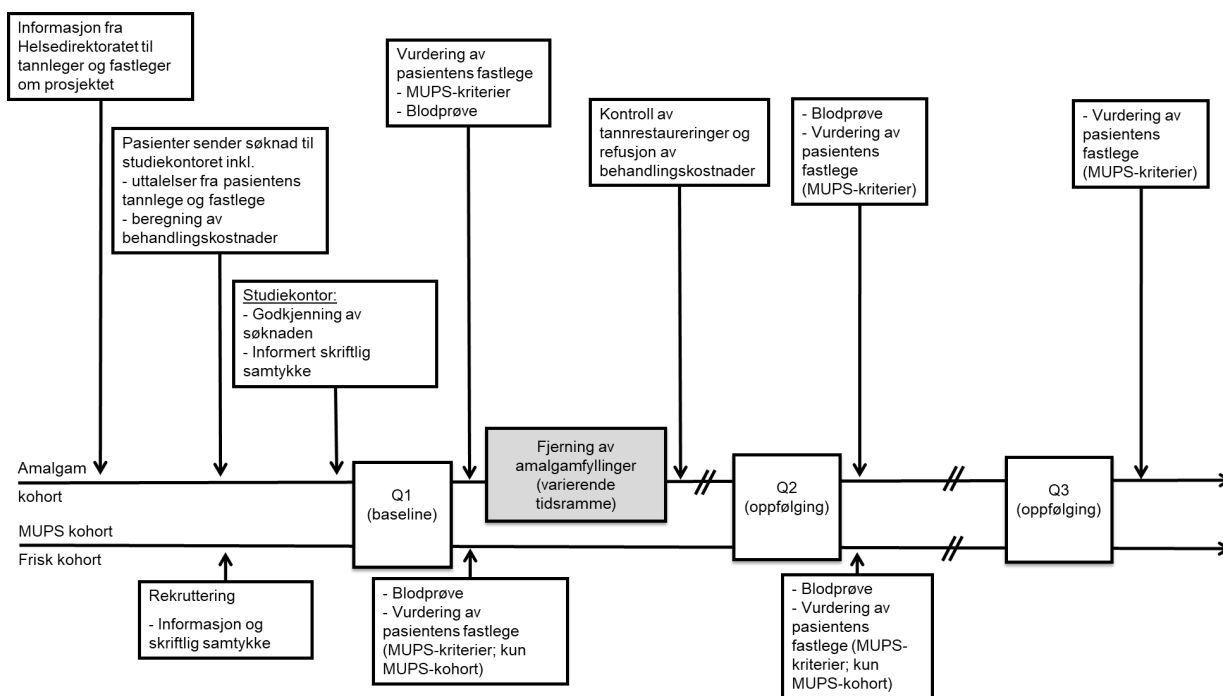 Informasjon fra
Helsedirektoratet til
tannleger og fastleger
om prosjektet
Pasienter sender søknad til
studiekontoret inkl.
- uttalelser fra pasientens
tannlege og fastlege
- beregning av
behandlingskostnader
Studiekontor:
- Godkjenning av
søknaden
- Informert skriftlig
samtykke
Vurdering av
pasientens fastlege
- MUPS-kriterier
- Blodprøve
Kontroll av
tannrestaureringer og
refusjon av
behandlingskostnader
- Blodprøve
- Vurdering av
pasientens
fastlege
(MUPS-kriterier)
- Vurdering av
pasientens
fastlege
(MUPS-kriterier)
Amalgam
kohort
Q1
(baseline)
Fjerning av
amalgamfyllinger
(varierende
tidsramme)
Q2
(oppfølging)
Q3
(oppfølging)
MUPS kohort
Frisk kohort
Rekruttering
- Informasjon og
skriftlig samtykke
- Blodprøve
- Vurdering av
pasientens fastlege
(MUPS-kriterier; kun
MUPS-kohort)
- Blodprøve
- Vurdering av
pasientens
fastlege (MUPS-
kriterier; kun
MUPS-kohort)